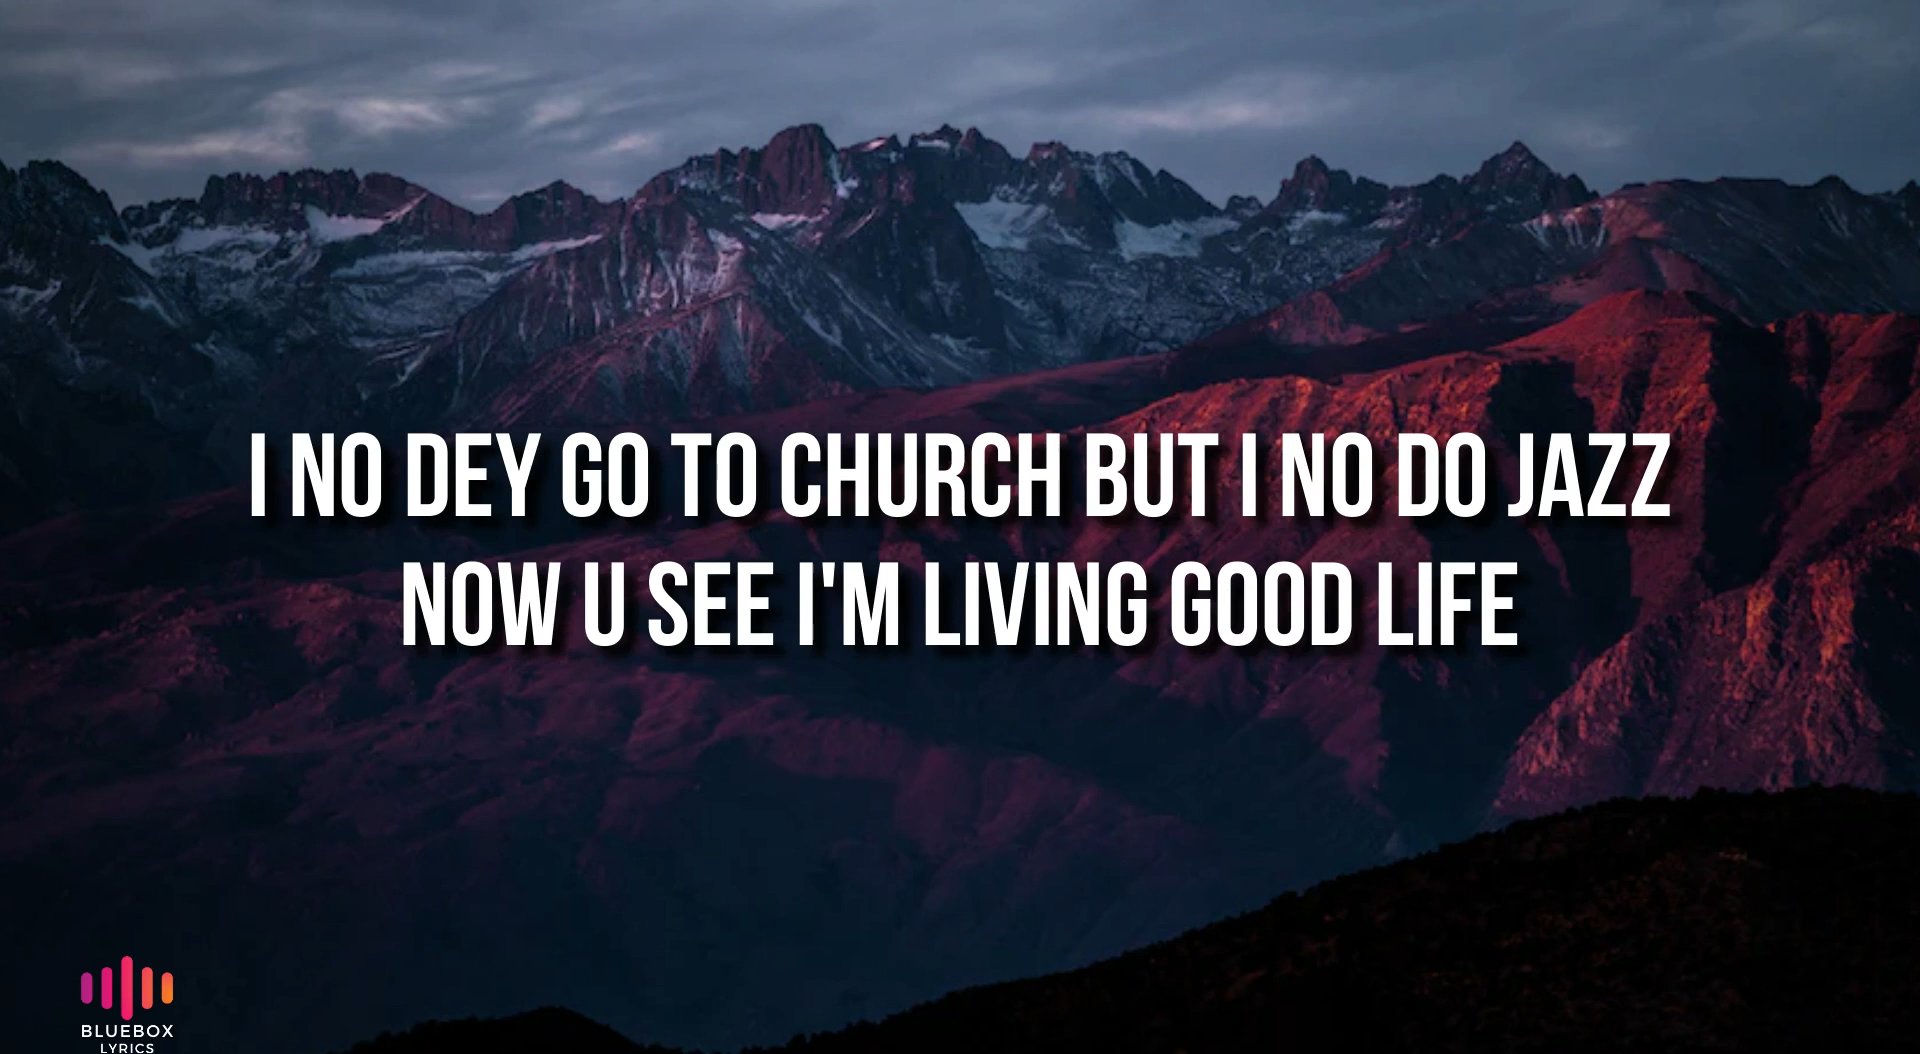 I NO DEY GO TO CHURCH BUT I NO DO JAZZ
NOW U SEE I'M LIVING GOOD LIFE
BLUEBOX
LYRICS